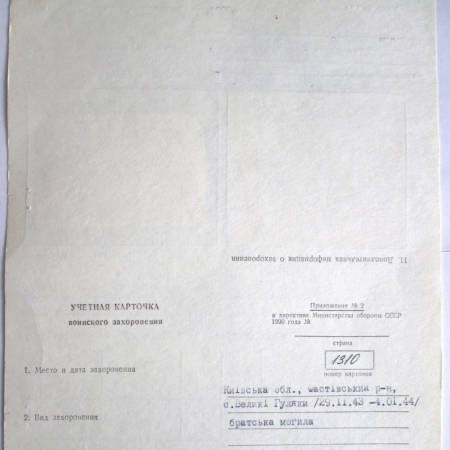 11. Дополнительная информация о захоронении
УЧЕТНАЯ КАРТОЧКА
воинского захоронения
Приложение № 2
к директиве Министерства обороны СССР
1990 года №
страна
1310
номер карточки
1. Место и дата захоронения
Київська обл., Фастівський р-н,
с.Великі Гуляки /29.11.43 -4.01.44/
2. Вид захоронения
братська могила